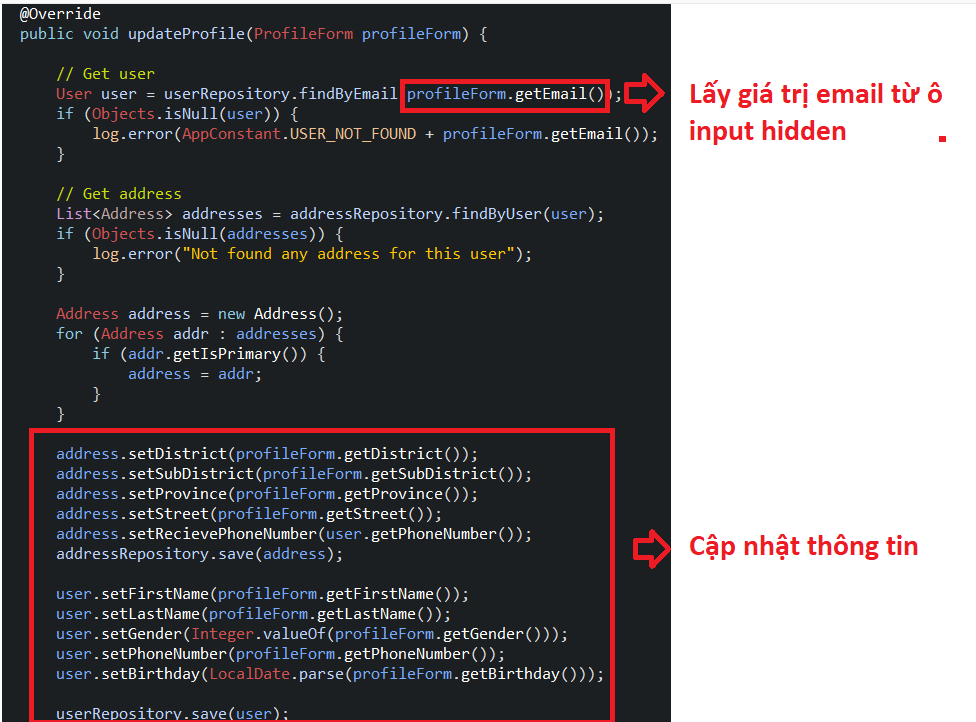 @Override
public void updateProfile(ProfileForm profileForm) {
// Get user
User user = userRepository.findByEmail(profileForm.getEmail());
if (Objects.isNull(user)) {
log.error(AppConstant.USER_NOT_FOUND + profileForm.getEmail());
}
// Get address
List<Address> addresses = addressRepository.findByUser(user);
if (Objects.isNull(addresses)) {
log.error("Not found any address for this user");
}
Address address = new Address();
for (Address addr : addresses) {
if (addr.getIsPrimary()) {
address = addr;
}
}
address.setDistrict(profileForm.getDistrict());
address.setSubDistrict(profileForm.getSubDistrict());
address.setProvince(profileForm.getProvince());
address.setStreet(profileForm.getStreet());
address.setRecievePhoneNumber(user.getPhoneNumber());
addressRepository.save(address);
user.setFirstName(profileForm.getFirstName());
user.setLastName(profileForm.getLastName());
user.setGender(Integer.valueOf(profileForm.getGender()));
user.setPhoneNumber(profileForm.getPhoneNumber());
user.setBirthday(LocalDate.parse(profileForm.getBirthday()));
userRepository.save(user);
Lấy giá trị email từ ô
input hidden
Cập nhật thông tin